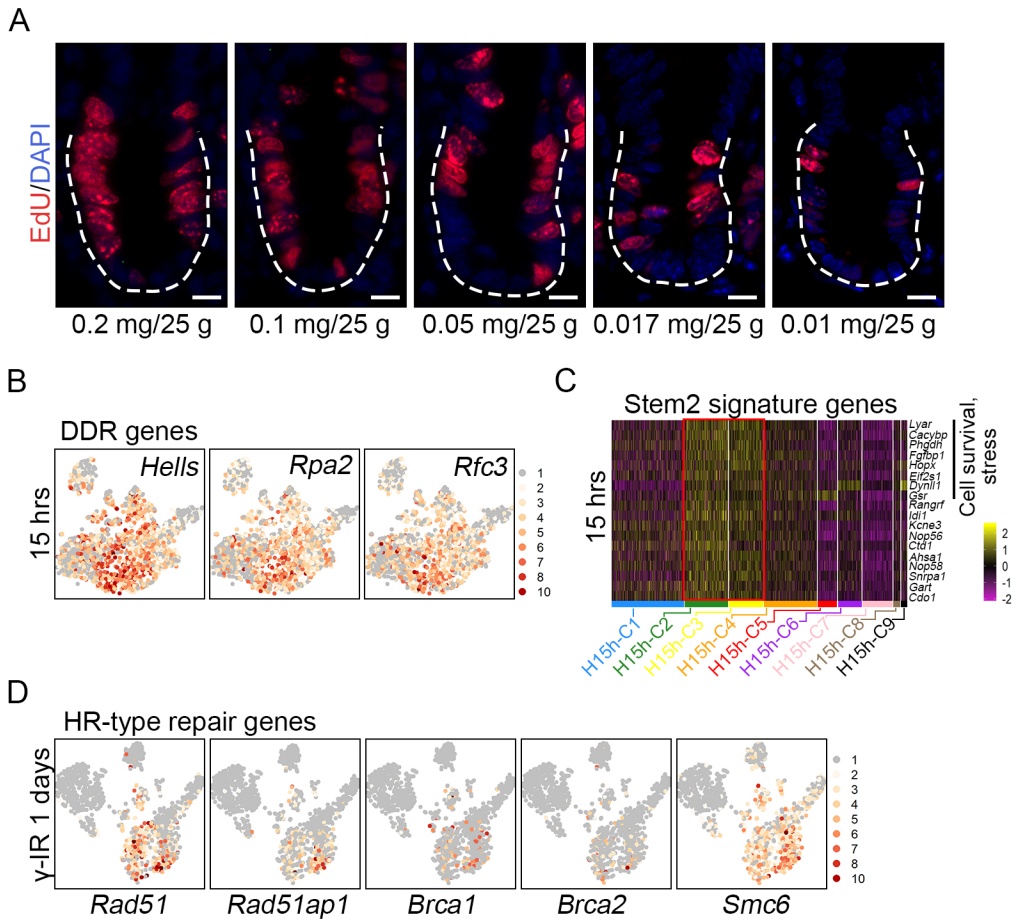 A
EdU/DAPI
0.2 mg/25 g
0.1 mg/25 g
0.05 mg/25 g
0.017 mg/25 g
0.01 mg/25 g
B
DDR genes
15 hrs
Hells
Rpa2
Rfc3
1
2
3
4
5
6
7
8
10
C
Stem2 signature genes
15 hrs
Lyar
Cacybp
Phgdh
Fgfbp1
Hopx
Eif2s1
Dynll1
Gsr
Rangrf
Idi1
Kcne3
Nop56
Ahsa1
Nop58
Snrpa1
Gart
Cdo1
Cell survival,
stress
2
1
0
-1
-2
H15h-C1
H15h-C2
H15h-C3
H15h-C4
H15h-C5
H15h-C6
H15h-C7
H15h-C8
H15h-C9
D
HR-type repair genes
γ-IR 1 days
Rad51
Rad51ap1
Brca1
Brca2
Smc6
1
2
3
4
5
6
7
8
10